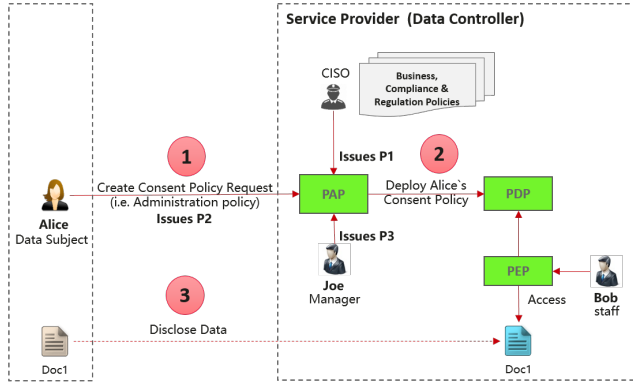 Service Provider  (Data Controller)
CISO
Business,
Compliance &
Regulation Policies
1
2
Issues P1
Create Consent Policy Request
(i.e. Administration policy)
Issues P2
PAP
Deploy Alice`s
Consent Policy
PDP
Alice
Data Subject
Issues P3
Joe
Manager
PEP
Bob
staff
Access
3
Disclose Data
Doc1
Doc1